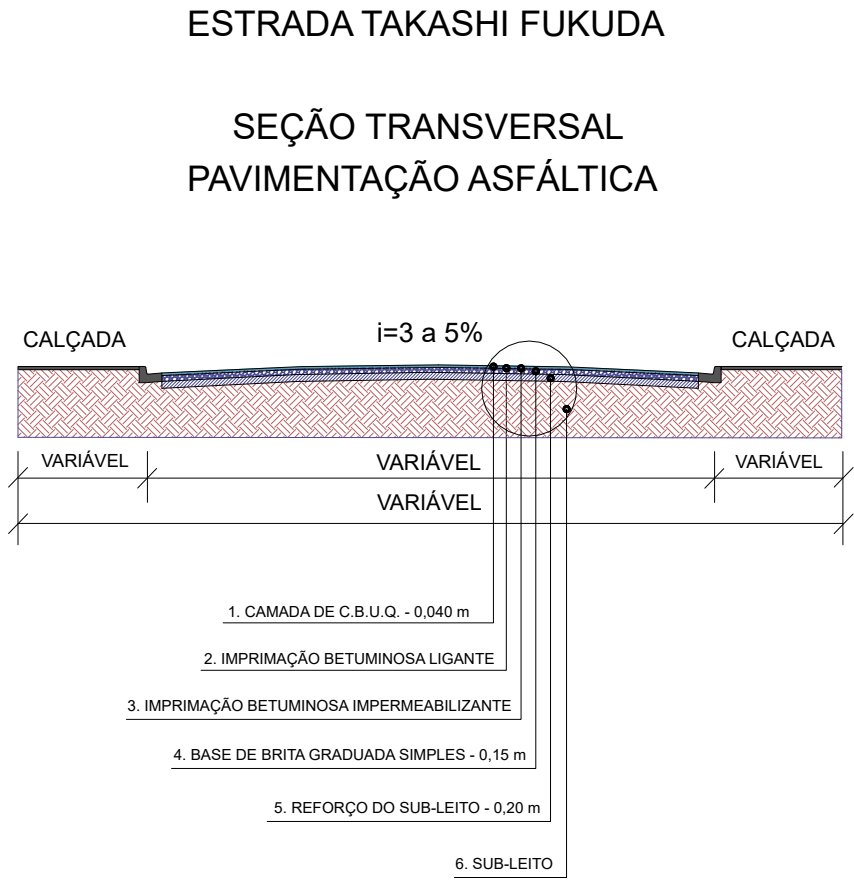 ESTRADA TAKASHI FUKUDA
SEÇÃO TRANSVERSAL
PAVIMENTAÇÃO ASFÁLTICA
CALÇADA
i=3 a 5%
CALÇADA
VARIÁVEL
VARIÁVEL
VARIÁVEL
VARIÁVEL
1. CAMADA DE C.B.U.Q. - 0,040 m
2. IMPRIMAÇÃO BETUMINOSA LIGANTE
3. IMPRIMAÇÃO BETUMINOSA IMPERMEABILIZANTE
4. BASE DE BRITA GRADUADA SIMPLES - 0,15 m
5. REFORÇO DO SUB-LEITO - 0,20 m
6. SUB-LEITO